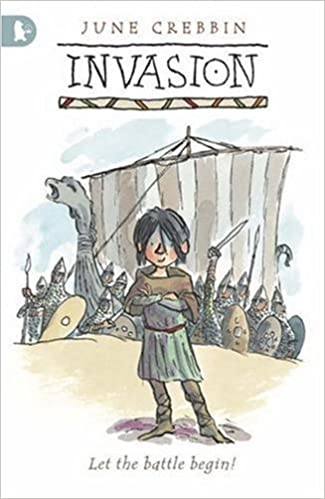 JUNE CREBBIN
INVASION
Let the battle begin!